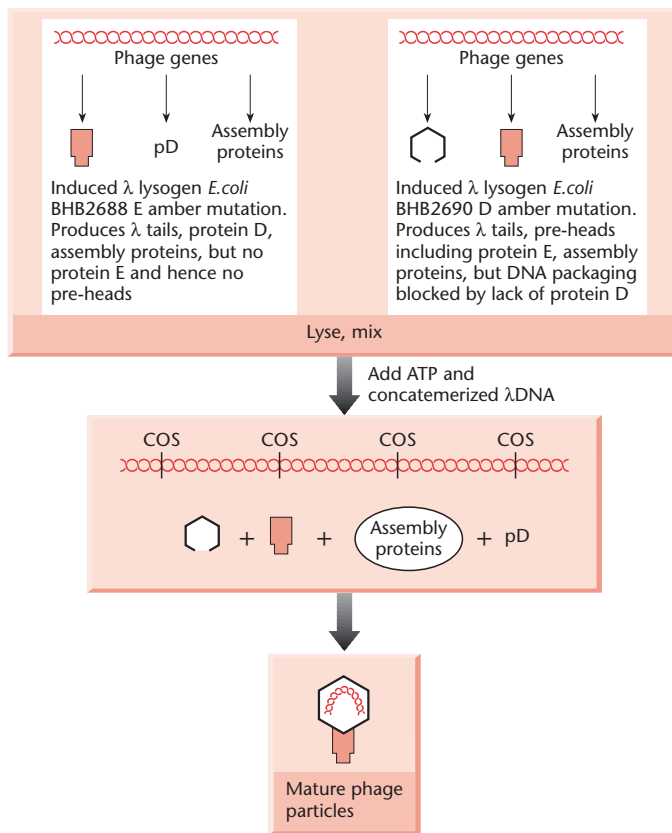 Phage genes
pD
Assembly
proteins
Induced λ lysogen E.coli
BHB2688 E amber mutation.
Produces λ tails, protein D,
assembly proteins, but no
protein E and hence no
pre-heads
Phage genes
Assembly
proteins
Induced λ lysogen E.coli
BHB2690 D amber mutation.
Produces λ tails, pre-heads
including protein E, assembly
proteins, but DNA packaging
blocked by lack of protein D
Lyse, mix
Add ATP and
concatemerized λDNA
COS COS COS COS
+ + Assembly
proteins + pD
Mature phage
particles